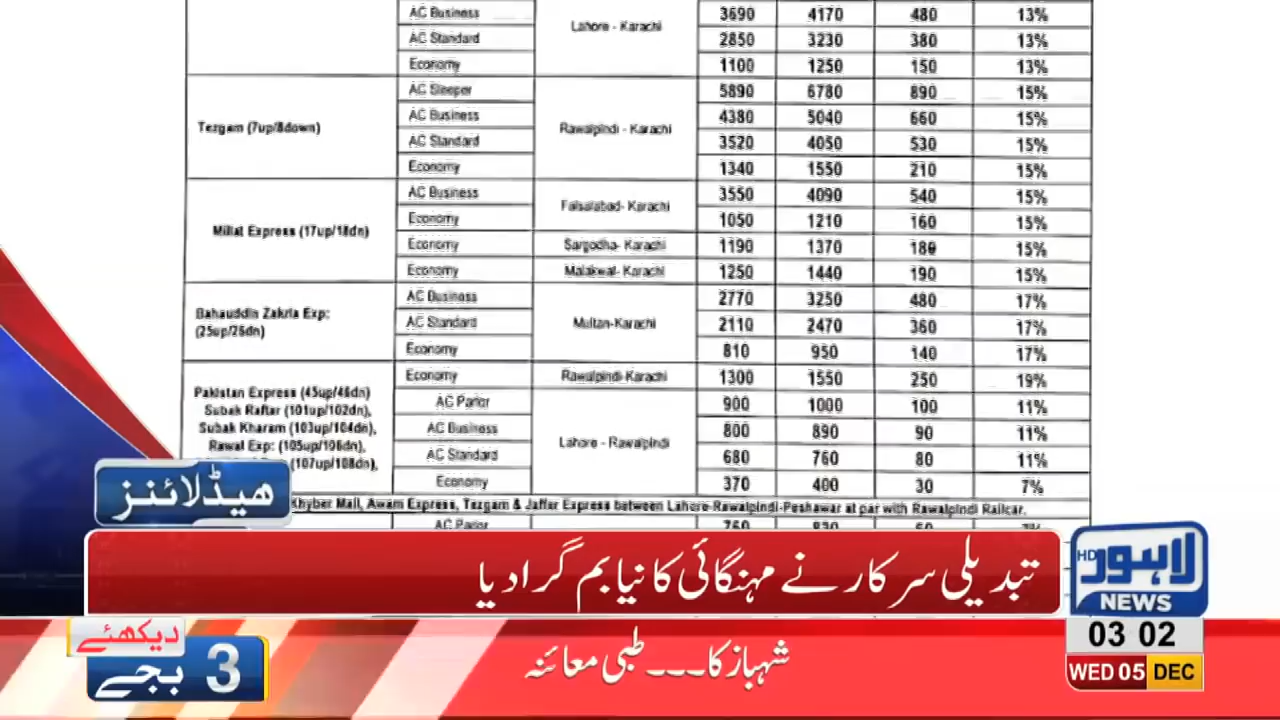 AC Business 3690 4170 480 13%
Lahore - Karachi
AC Standard 2850 3230 380 13%
Economy 1100 1250 150 13%
AC Sleeper 5890 6780 890 15%
AC Business 4380 5040 660 15%
Tezgam (7up/8down) Rawalpindi - Karachi
AC Standard 3520 4050 530 15%
Economy 1340 1550 210 15%
AC Business 3550 4090 540 15%
Faisalabad- Karachi
Economy 1050 1210 160 15%
Millat Express (17up/18dn)
Economy Sargodha- Karachi 1190 1370 180 15%
Economy Malakwal- Karachi 1250 1440 190 15%
AC Business 2770 3250 480 17%
Bahauddin Zakria Exp:
(25up/26dn)
AC Standard Multan-Karachi 2110 2470 360 17%
Economy 810 950 140 17%
Economy Rawalpindi-Karachi 1300 1550 250 19%
Pakistan Express (45up/46dn)
AC Parlor 900 1000 100 11%
Subak Raftar (101up/102dn),
Subak Kharam (103up/104dn),
AC Business 800 890 90 11%
Rawal Exp: (105up/106dn),
Lahore - Rawalpindi
AC Standard 680 760 80 11%
(107up/108dn),
Economy 370 400 30 7%
Khyber Mail, Awam Express, Tezgam & Jaffar Express between Lahore-Rawalpindi-Peshawar at par with Rawalpindi Railcar.
AC Parlor
ہیڈلائنز
تبدیلی سرکار نے مہنگائی کا نیا بم گرا دیا
لاہور HD
NEWS
دیکھئے
3 بجے
شہباز کا۔۔۔ طبی معائنہ
03 02
WED 05 DEC